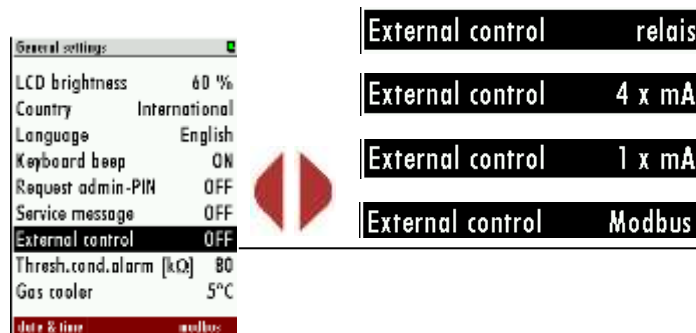 General settings
LCD brightness 60 %
Country International
Language English
Keyboard beep ON
Request admin-PIN OFF
Service message OFF
External control OFF
Thresh.cond.alarm [kΩ] 80
Gas cooler 5°C
date & time modbus
External control relais
External control 4 x mA
External control 1 x mA
External control Modbus